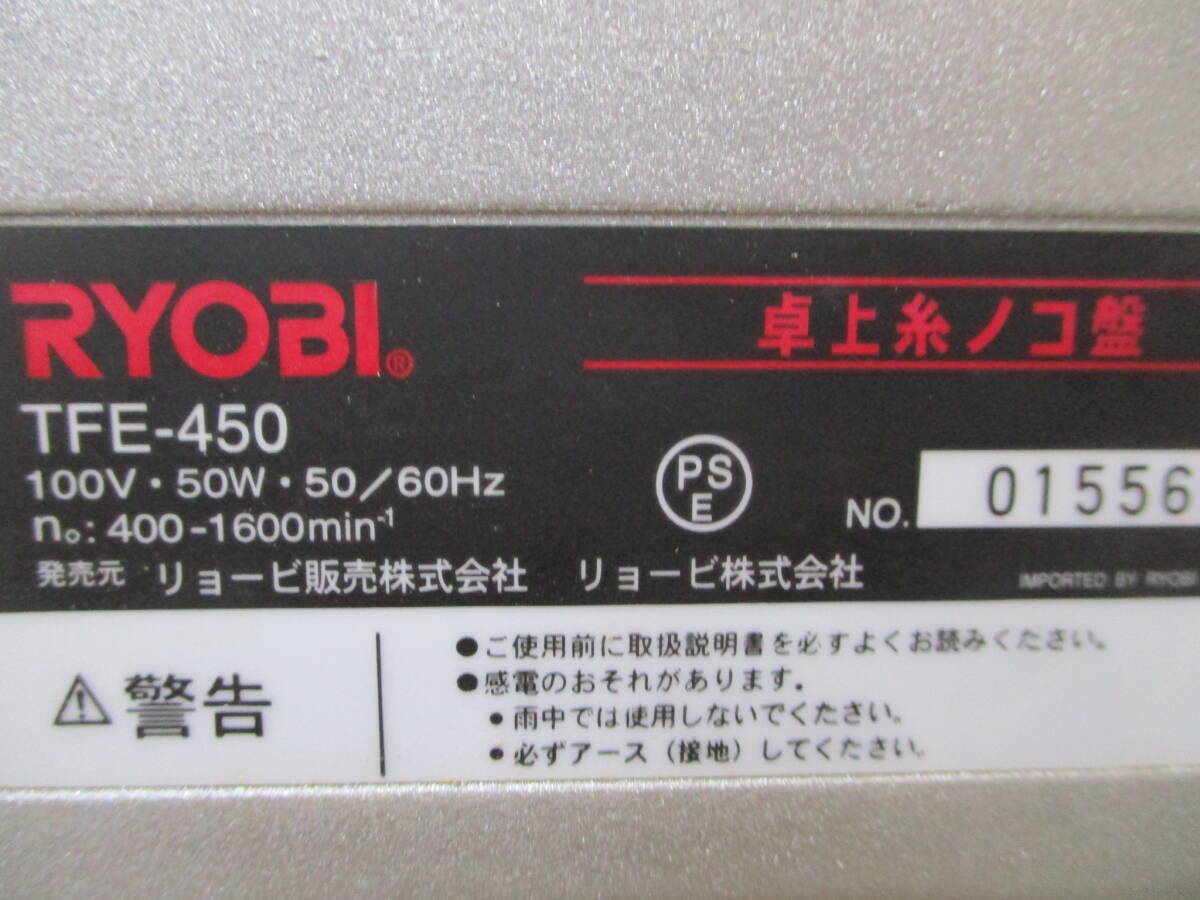 RYOBI®
卓上糸ノコ盤
TFE-450
100V・50W・50/60Hz
n₀: 400-1600min⁻¹
PSE
NO. 01556
発売元 リョービ販売株式会社 リョービ株式会社
IMPORTED BY RYOBI
⚠警告
●ご使用前に取扱説明書を必ずよくお読みください。
●感電のおそれがあります。
・雨中では使用しないでください。
・必ずアース（接地）してください。